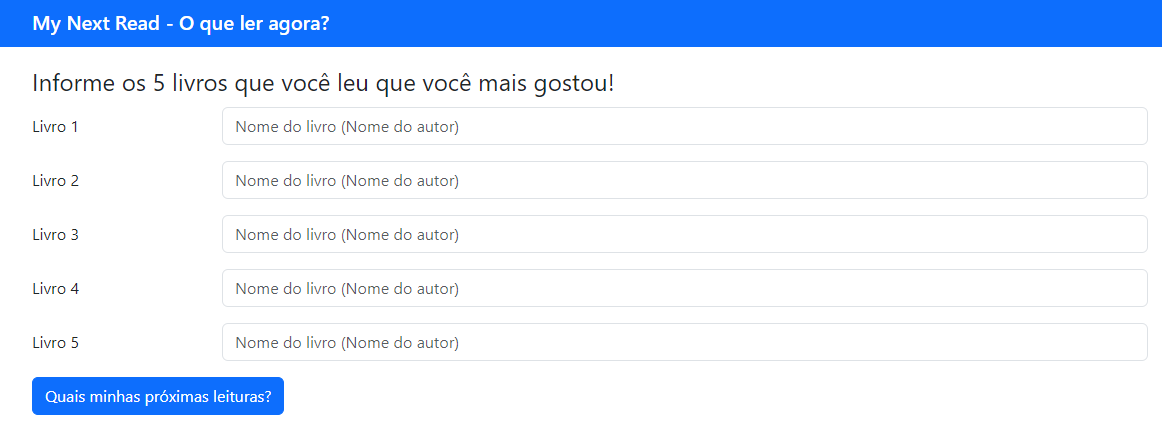 My Next Read - O que ler agora?
Informe os 5 livros que você leu que você mais gostou!
Livro 1 Nome do livro (Nome do autor)
Livro 2 Nome do livro (Nome do autor)
Livro 3 Nome do livro (Nome do autor)
Livro 4 Nome do livro (Nome do autor)
Livro 5 Nome do livro (Nome do autor)
Quais minhas próximas leituras?